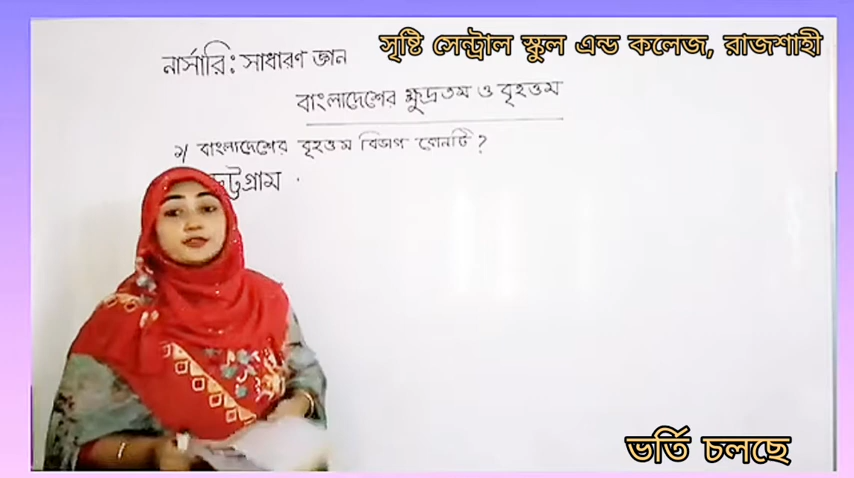 সৃষ্টি সেন্ট্রাল স্কুল এন্ড কলেজ, রাজশাহী
নার্সারি: সাধারণ জ্ঞান
বাংলাদেশের ক্ষুদ্রতম ও বৃহত্তম
১/ বাংলাদেশের বৃহত্তম বিভাগ কোনটি?
চট্টগ্রাম
ভর্তি চলছে